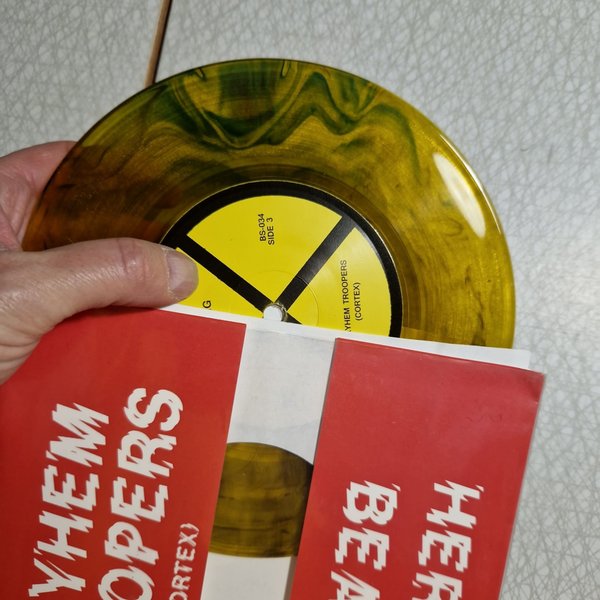 BS-034
SIDE 3
YHEM TROOPERS
(CORTEX)
G
YHEM
OPERS
ORTEX)
HER
BEA